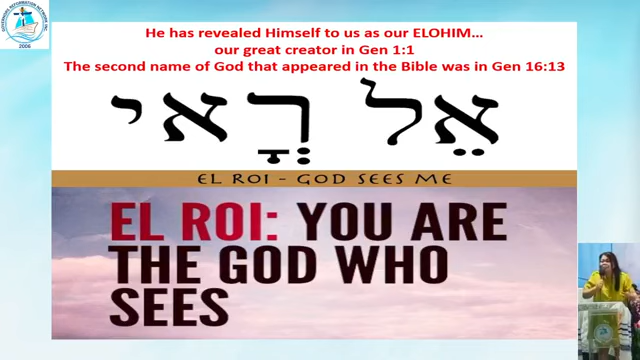 2006
He has revealed Himself to us as our ELOHIM...
our great creator in Gen 1:1
The second name of God that appeared in the Bible was in Gen 16:13
אֵל רֳאי
EL ROI - GOD SEES ME
EL ROI: YOU ARE
THE GOD WHO
SEES